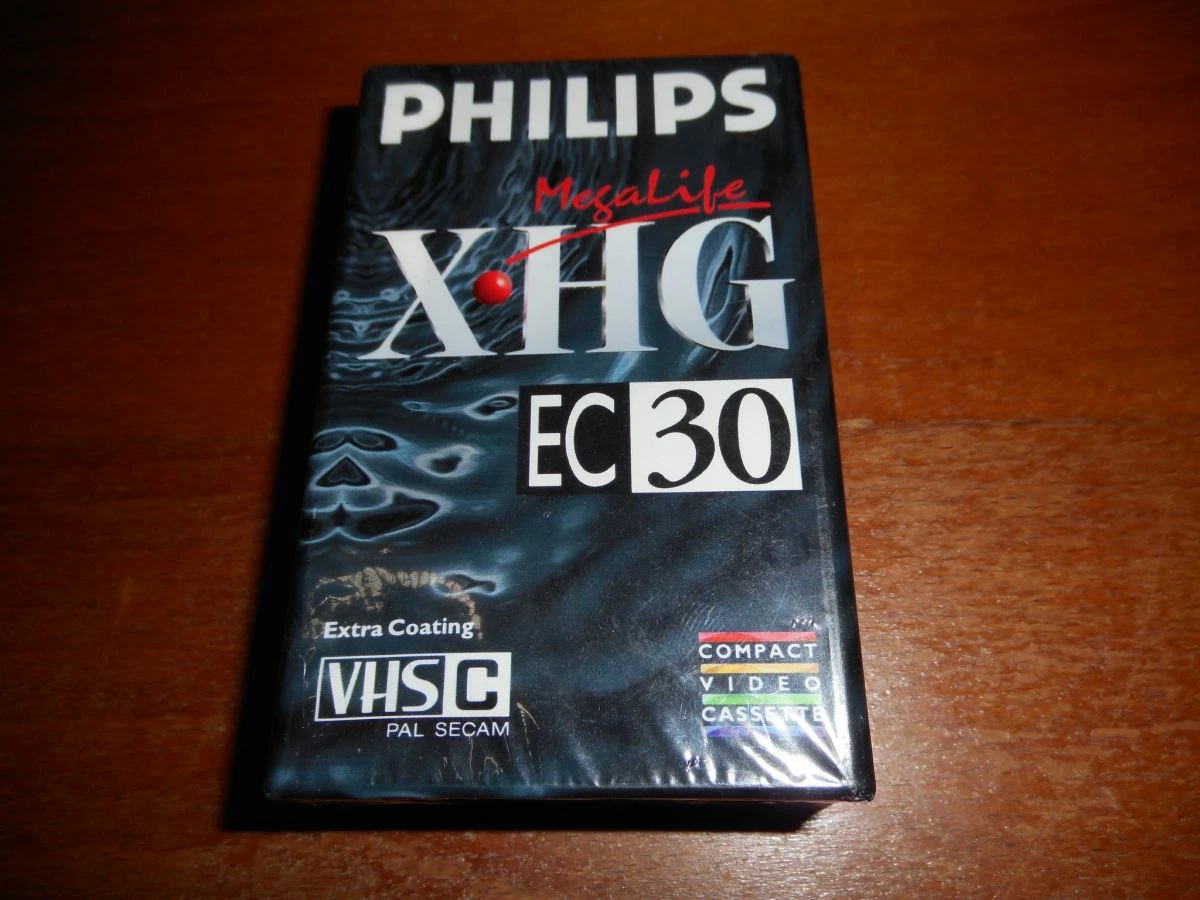 PHILIPS
MegaLife
X·HG
EC 30
Extra Coating
VHS C
PAL SECAM
COMPACT
VIDEO
CASSETTE